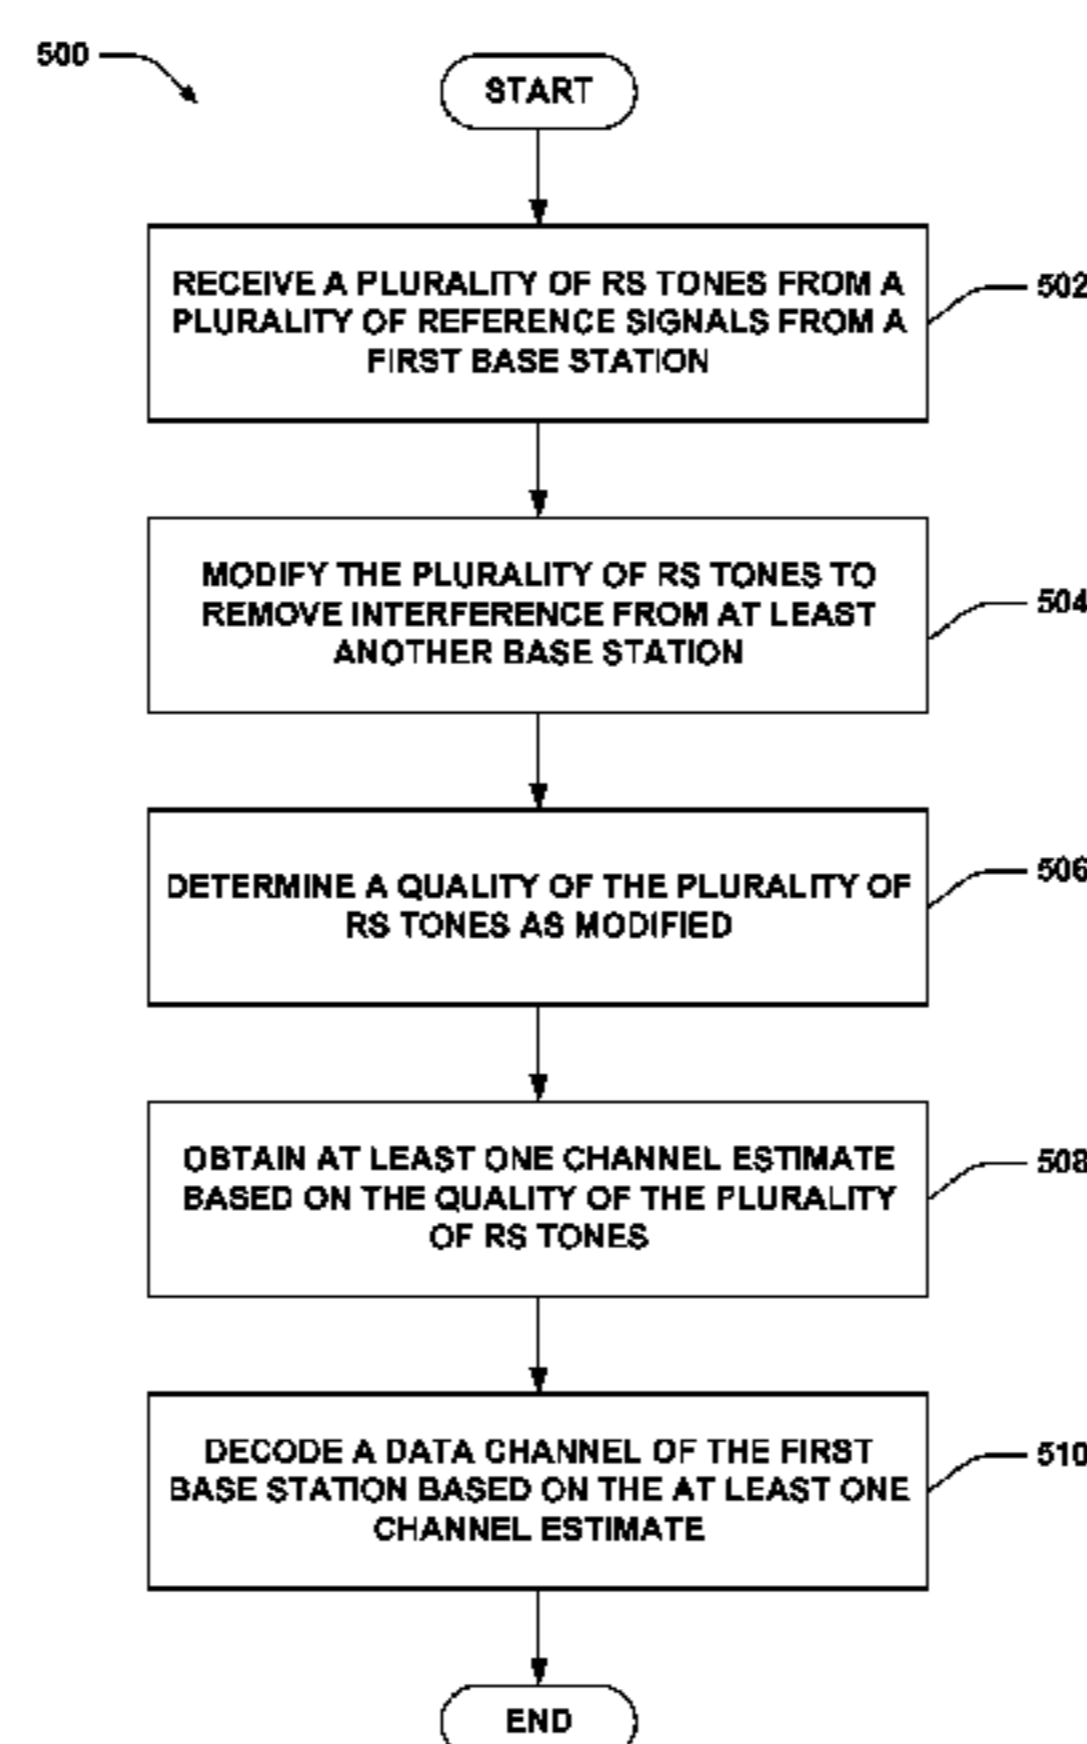 500
START
RECEIVE A PLURALITY OF RS TONES FROM A
PLURALITY OF REFERENCE SIGNALS FROM A
FIRST BASE STATION
502
MODIFY THE PLURALITY OF RS TONES TO
REMOVE INTERFERENCE FROM AT LEAST
ANOTHER BASE STATION
504
DETERMINE A QUALITY OF THE PLURALITY OF
RS TONES AS MODIFIED
506
OBTAIN AT LEAST ONE CHANNEL ESTIMATE
BASED ON THE QUALITY OF THE PLURALITY
OF RS TONES
508
DECODE A DATA CHANNEL OF THE FIRST
BASE STATION BASED ON THE AT LEAST ONE
CHANNEL ESTIMATE
510
END